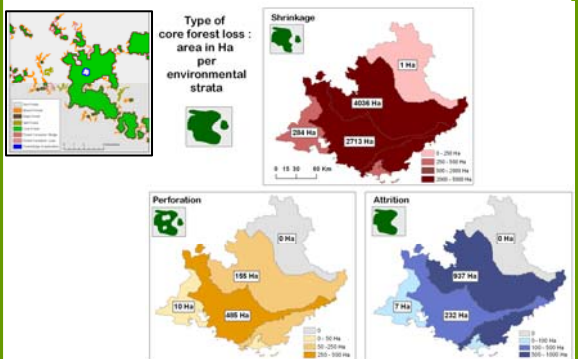 Type of
core forest loss :
area in Ha
per
environmental
strata
Shrinkage
1 Ha
4036 Ha
284 Ha
2713 Ha
0 - 250 Ha
250 - 500 Ha
500 - 2000 Ha
2000 - 5000 Ha
0 15 30 60 Km
Perforation
0 Ha
155 Ha
10 Ha
405 Ha
0
0 - 50 Ha
50 -250 Ha
250 - 500 Ha
Attrition
0 Ha
937 Ha
7 Ha
232 Ha
0
0-100 Ha
100 - 500 Ha
500 - 1000 Ha